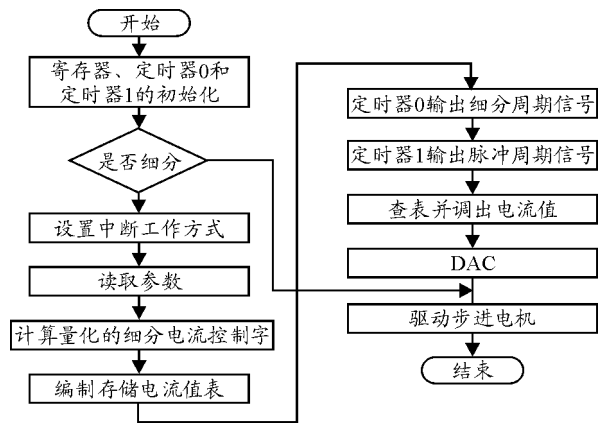 开始
寄存器、定时器0和
定时器1的初始化
是否细分
设置中断工作方式
读取参数
计算量化的细分电流控制字
编制存储电流值表
定时器0输出细分周期信号
定时器1输出脉冲周期信号
查表并调出电流值
DAC
驱动步进电机
结束